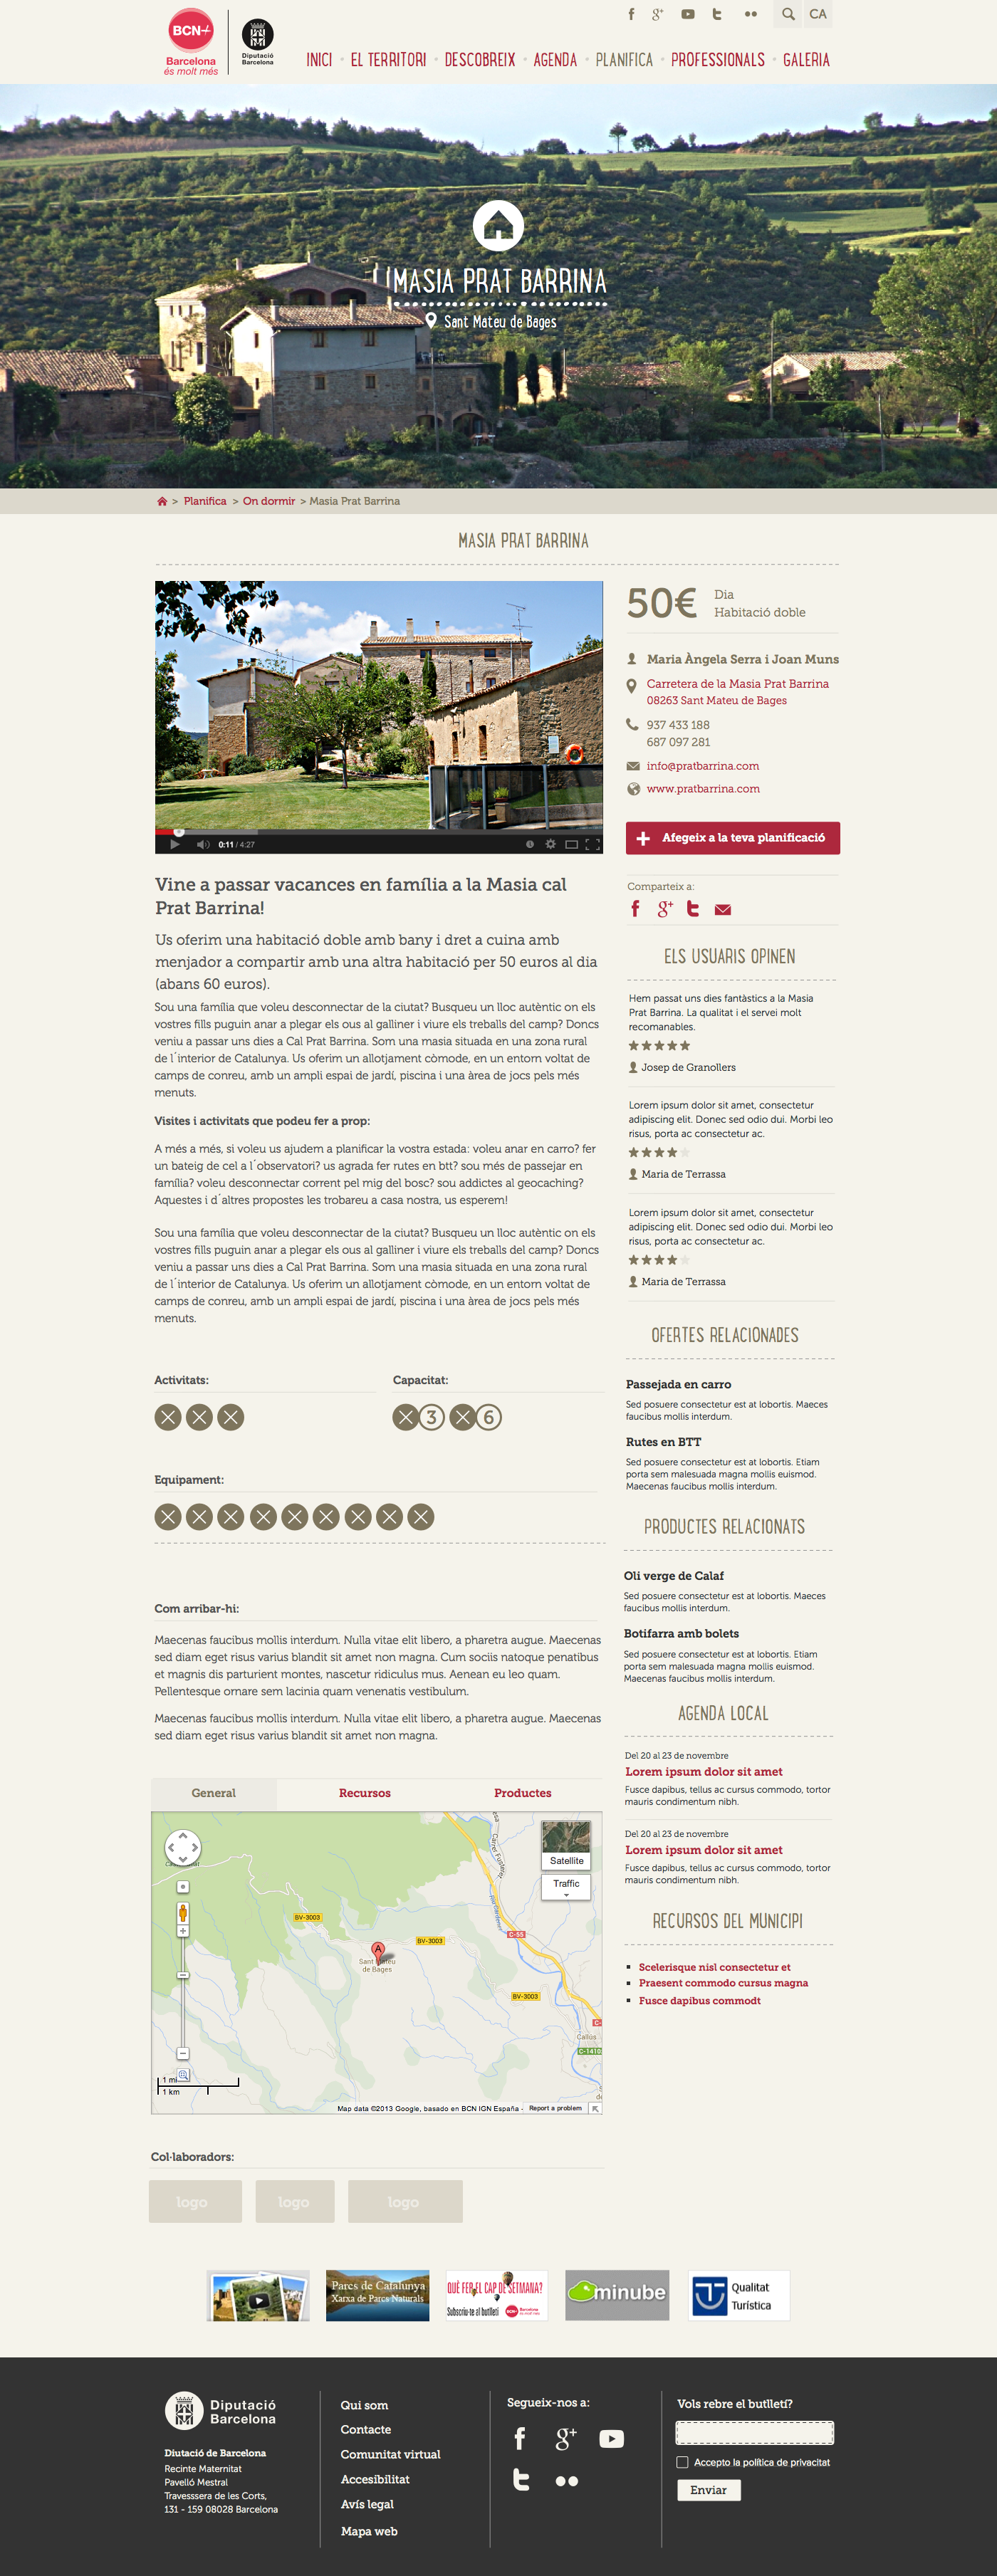 BCN+
Barcelona
és molt més
Diputació
Barcelona
CA
INICI EL TERRITORI DESCOBREIX AGENDA PLANIFICA PROFESSIONALS GALERIA
MASIA PRAT BARRINA
Sant Mateu de Bages
> Planifica > On dormir > Masia Prat Barrina
MASIA PRAT BARRINA
0:11 / 4:27
Vine a passar vacances en família a la Masia cal
Prat Barrina!
Us oferim una habitació doble amb bany i dret a cuina amb
menjador a compartir amb una altra habitació per 50 euros al dia
(abans 60 euros).
Sou una família que voleu desconnectar de la ciutat? Busqueu un lloc autèntic on els
vostres fills puguin anar a plegar els ous al galliner i viure els treballs del camp? Doncs
veniu a passar uns dies a Cal Prat Barrina. Som una masia situada en una zona rural
de l´interior de Catalunya. Us oferim un allotjament còmode, en un entorn voltat de
camps de conreu, amb un ampli espai de jardí, piscina i una àrea de jocs pels més
menuts.
Visites i activitats que podeu fer a prop:
A més a més, si voleu us ajudem a planificar la vostra estada: voleu anar en carro? fer
un bateig de cel a l´observatori? us agrada fer rutes en btt? sou més de passejar en
família? voleu desconnectar corrent pel mig del bosc? sou addictes al geocaching?
Aquestes i d´altres propostes les trobareu a casa nostra, us esperem!
Sou una família que voleu desconnectar de la ciutat? Busqueu un lloc autèntic on els
vostres fills puguin anar a plegar els ous al galliner i viure els treballs del camp? Doncs
veniu a passar uns dies a Cal Prat Barrina. Som una masia situada en una zona rural
de l´interior de Catalunya. Us oferim un allotjament còmode, en un entorn voltat de
camps de conreu, amb un ampli espai de jardí, piscina i una àrea de jocs pels més
menuts.
Activitats:
Capacitat:
3 6
Equipament:
Com arribar-hi:
Maecenas faucibus mollis interdum. Nulla vitae elit libero, a pharetra augue. Maecenas
sed diam eget risus varius blandit sit amet non magna. Cum sociis natoque penatibus
et magnis dis parturient montes, nascetur ridiculus mus. Aenean eu leo quam.
Pellentesque ornare sem lacinia quam venenatis vestibulum.
Maecenas faucibus mollis interdum. Nulla vitae elit libero, a pharetra augue. Maecenas
sed diam eget risus varius blandit sit amet non magna.
General Recursos Productes
Satellite
Traffic
BV-3003
BV-3003
C-55
A
Sant Mateu
de Bages
BV-3003
Callús
C-1410
1 mi
1 km
Map data ©2013 Google, basado en BCN IGN España - Report a problem
Col·laboradors:
logo logo logo
50€
Dia
Habitació doble
Maria Àngela Serra i Joan Muns
Carretera de la Masia Prat Barrina
08263 Sant Mateu de Bages
937 433 188
687 097 281
info@pratbarrina.com
www.pratbarrina.com
Afegeix a la teva planificació
Comparteix a:
ELS USUARIS OPINEN
Hem passat uns dies fantàstics a la Masia
Prat Barrina. La qualitat i el servei molt
recomanables.
Josep de Granollers
Lorem ipsum dolor sit amet, consectetur
adipiscing elit. Donec sed odio dui. Morbi leo
risus, porta ac consectetur ac.
Maria de Terrassa
Lorem ipsum dolor sit amet, consectetur
adipiscing elit. Donec sed odio dui. Morbi leo
risus, porta ac consectetur ac.
Maria de Terrassa
OFERTES RELACIONADES
Passejada en carro
Sed posuere consectetur est at lobortis. Maeces
faucibus mollis interdum.
Rutes en BTT
Sed posuere consectetur est at lobortis. Etiam
porta sem malesuada magna mollis euismod.
Maecenas faucibus mollis interdum.
PRODUCTES RELACIONATS
Oli verge de Calaf
Sed posuere consectetur est at lobortis. Maeces
faucibus mollis interdum.
Botifarra amb bolets
Sed posuere consectetur est at lobortis. Etiam
porta sem malesuada magna mollis euismod.
Maecenas faucibus mollis interdum.
AGENDA LOCAL
Del 20 al 23 de novembre
Lorem ipsum dolor sit amet
Fusce dapibus, tellus ac cursus commodo, tortor
mauris condimentum nibh.
Del 20 al 23 de novembre
Lorem ipsum dolor sit amet
Fusce dapibus, tellus ac cursus commodo, tortor
mauris condimentum nibh.
RECURSOS DEL MUNICIPI
Scelerisque nisl consectetur et
Praesent commodo cursus magna
Fusce dapibus commodt
Parcs de Catalunya
Xarxa de Parcs Naturals
QUÈ FER EL CAP DE SETMANA?
Subscriu-te al butlletí
minube
Qualitat
Turística
Diputació
Barcelona
Diutació de Barcelona
Recinte Maternitat
Pavelló Mestral
Travesssera de les Corts,
131 - 159 08028 Barcelona
Qui som
Contacte
Comunitat virtual
Accesibilitat
Avís legal
Mapa web
Segueix-nos a:
Vols rebre el butlletí?
Accepto la política de privacitat
Enviar